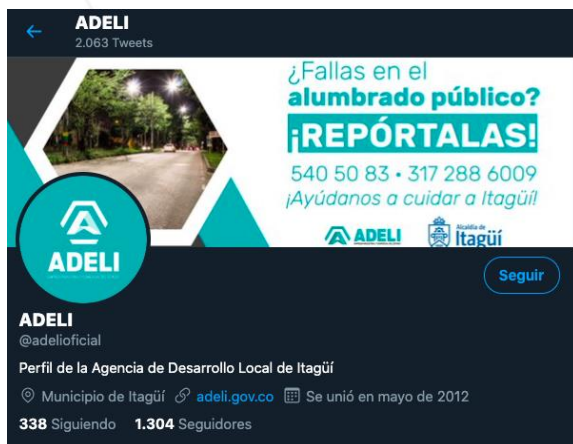 ADELI
2.063 Tweets
¿Fallas en el
alumbrado público?
¡REPÓRTALAS!
540 50 83 • 317 288 6009
¡Ayúdanos a cuidar a Itagüí!
ADELI
Alcaldía de
Itagüí
ADELI
Seguir
ADELI
@adelioficial
Perfil de la Agencia de Desarrollo Local de Itagüí
Municipio de Itagüí adeli.gov.co Se unió en mayo de 2012
338 Siguiendo 1.304 Seguidores